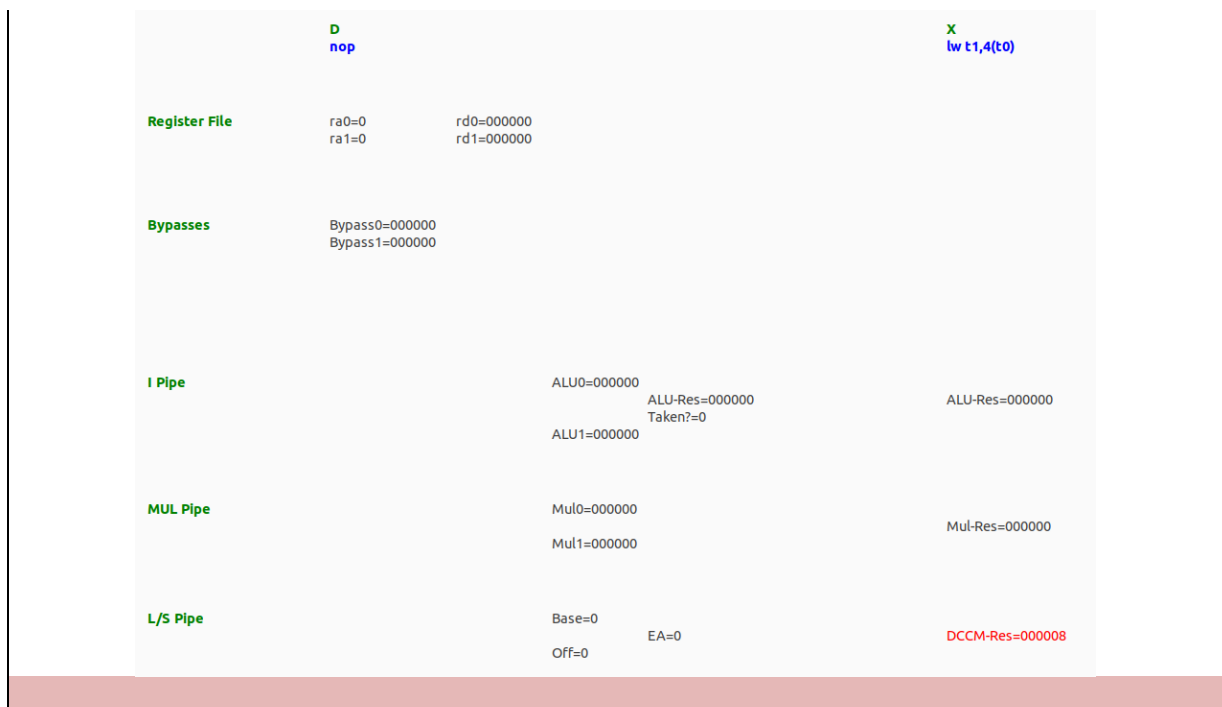 D X
nop lw t1,4(t0)
Register File ra0=0 rd0=000000
ra1=0 rd1=000000
Bypasses Bypass0=000000
Bypass1=000000
I Pipe ALU0=000000
ALU-Res=000000 ALU-Res=000000
Taken?=0
ALU1=000000
MUL Pipe Mul0=000000
Mul-Res=000000
Mul1=000000
L/S Pipe Base=0
EA=0 DCCM-Res=000008
Off=0